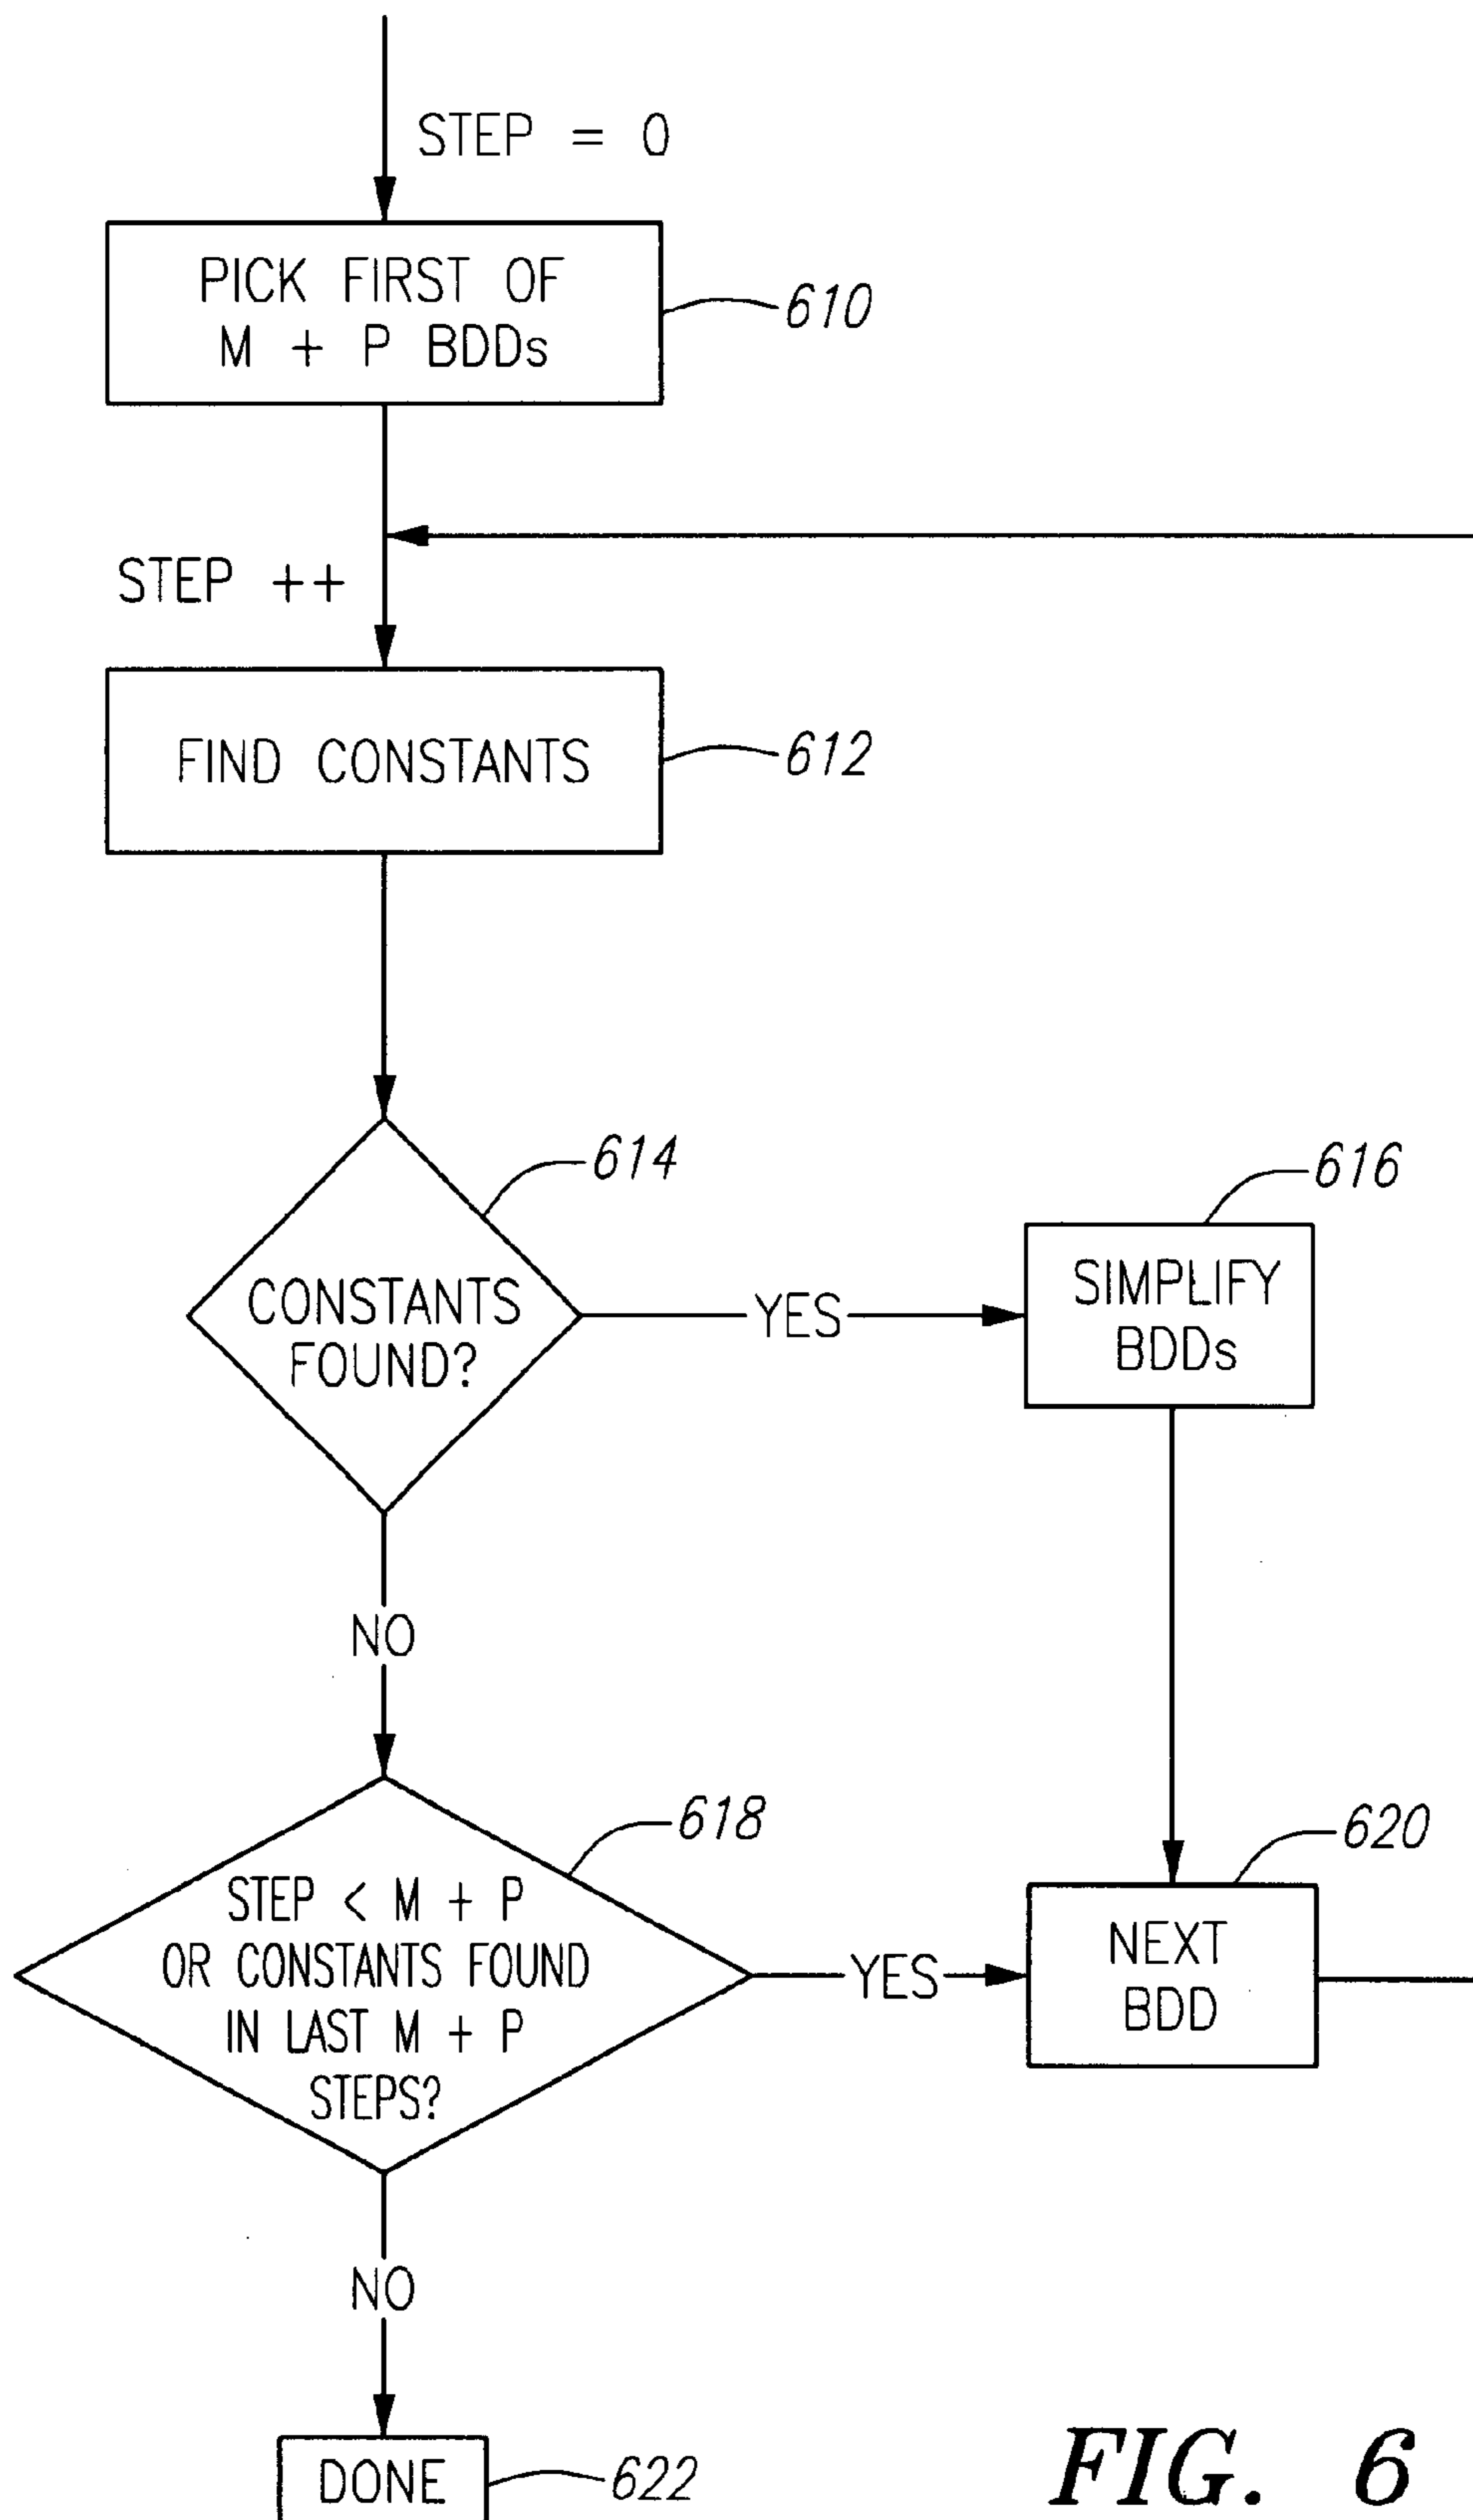 STEP = 0
PICK FIRST OF
M + P BDDs
610
STEP ++
FIND CONSTANTS
612
614
CONSTANTS
FOUND?
YES
616
SIMPLIFY
BDDs
NO
618
STEP < M + P
OR CONSTANTS FOUND
IN LAST M + P
STEPS?
YES
620
NEXT
BDD
NO
DONE
622
FIG. 6